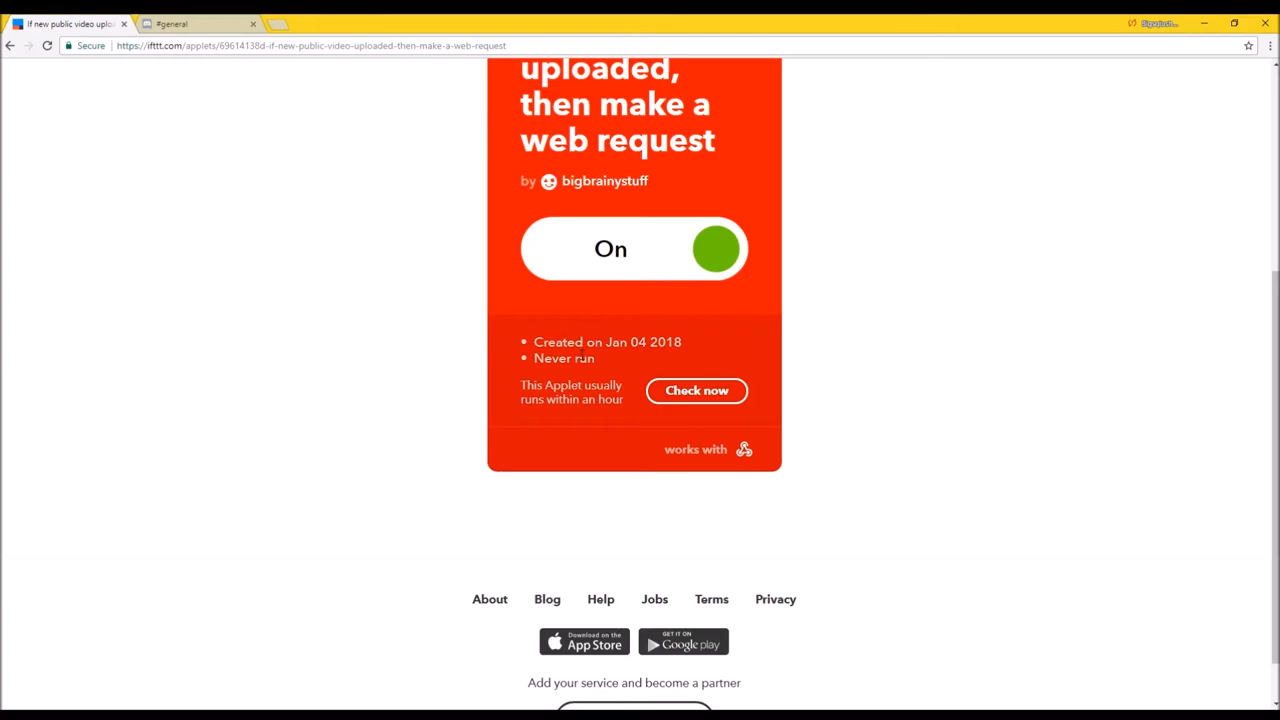 If new public video uploa
#general
Secure
https://ifttt.com/applets/69614138d-if-new-public-video-uploaded-then-make-a-web-request
uploaded,
then make a
web request
by bigbrainystuff
On
• Created on Jan 04 2018
• Never run
This Applet usually
runs within an hour
Check now
works with
About Blog Help Jobs Terms Privacy
Download on the
App Store
GET IT ON
Google play
Add your service and become a partner